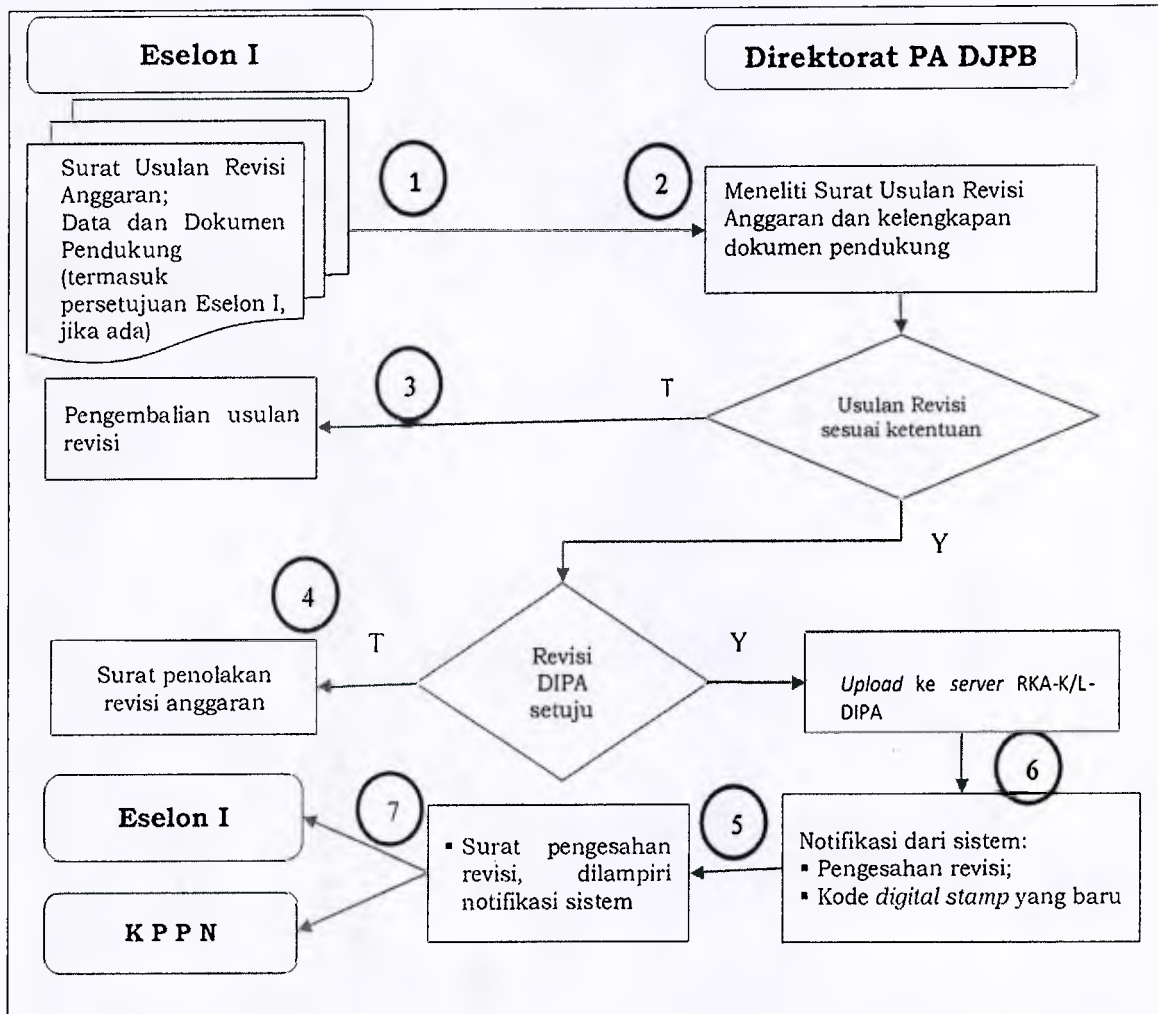 Eselon I
Direktorat PA DJPB
Surat Usulan Revisi
Anggaran;
Data dan Dokumen
Pendukung
(termasuk
persetujuan Eselon I,
jika ada)
1
2
Meneliti Surat Usulan Revisi
Anggaran dan kelengkapan
dokumen pendukung
Pengembalian usulan
revisi
3
T
Usulan Revisi
sesuai ketentuan
Y
4
Surat penolakan
revisi anggaran
T
Revisi
DIPA
setuju
Y
Upload ke server RKA-K/L-
DIPA
6
Eselon I
K P P N
7
▪ Surat pengesahan
revisi, dilampiri
notifikasi sistem
5
Notifikasi dari sistem:
▪ Pengesahan revisi;
▪ Kode digital stamp yang baru